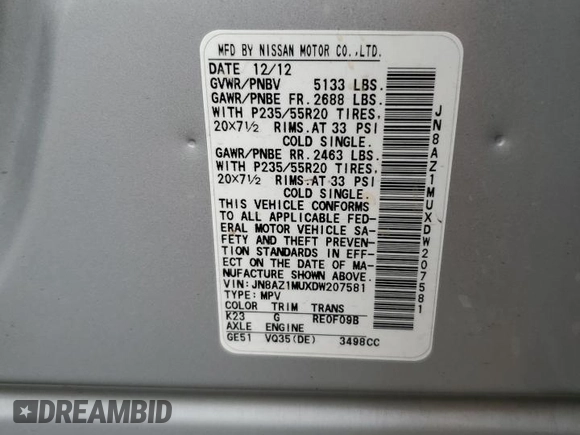 MFD BY NISSAN MOTOR CO.,LTD.
DATE 12/12
GVWR/PNBV 5133 LBS.
GAWR/PNBE FR. 2688 LBS.
WITH P235/55R20 TIRES,
20X7½ RIMS.AT 33 PSI
COLD SINGLE.
GAWR/PNBE RR. 2463 LBS.
WITH P235/55R20 TIRES,
20X7½ RIMS.AT 33 PSI
COLD SINGLE.
THIS VEHICLE CONFORMS
TO ALL APPLICABLE FED-
ERAL MOTOR VEHICLE SA-
FETY AND THEFT PREVEN-
TION STANDARDS IN EFF-
ECT ON THE DATE OF MA-
NUFACTURE SHOWN ABOVE.
VIN: JN8AZ1MUXDW207581
TYPE: MPV
COLOR TRIM TRANS
K23 G RE0F09B
AXLE ENGINE
GE51 VQ35(DE) 3498CC
JN8AZ1MUXDW207581
DREAMBID